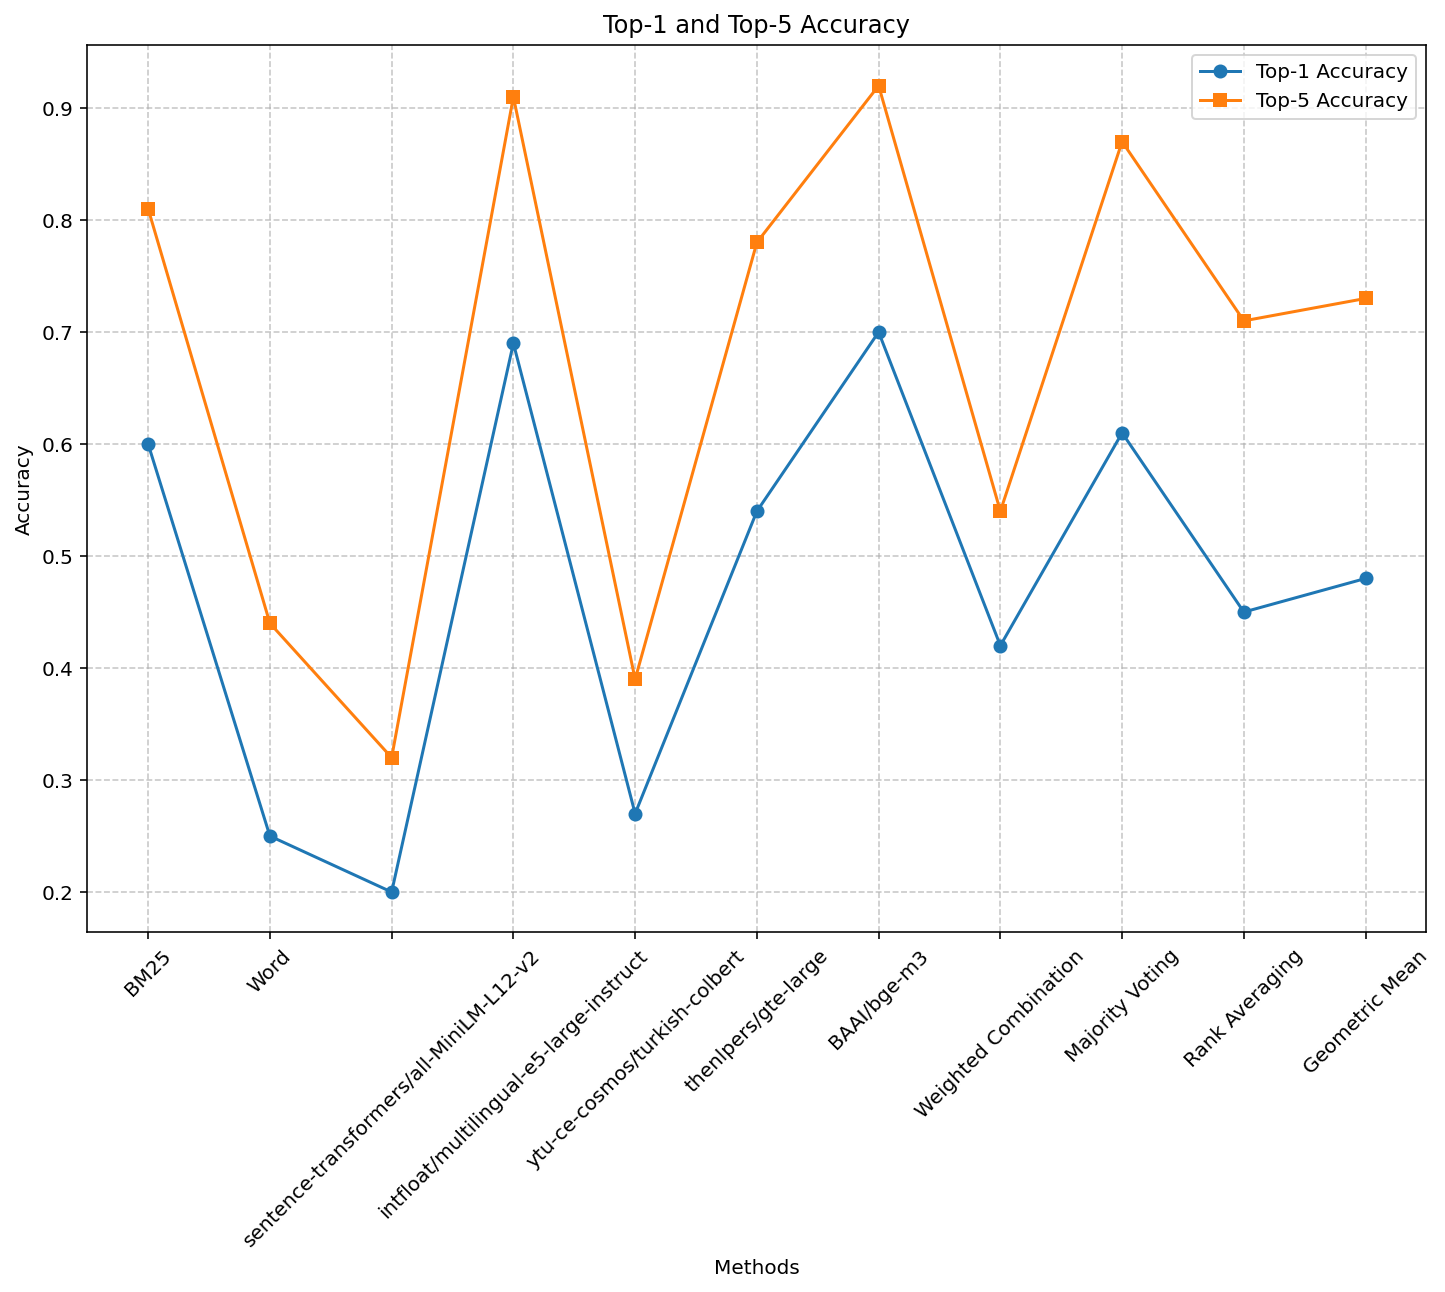 Top-1 and Top-5 Accuracy
Top-1 Accuracy
Top-5 Accuracy
Accuracy
0.9
0.8
0.7
0.6
0.5
0.4
0.3
0.2
BM25
Word
sentence-transformers/all-MiniLM-L12-v2
intfloat/multilingual-e5-large-instruct
ytu-ce-cosmos/turkish-colbert
thenlpers/gte-large
BAAI/bge-m3
Weighted Combination
Majority Voting
Rank Averaging
Geometric Mean
Methods